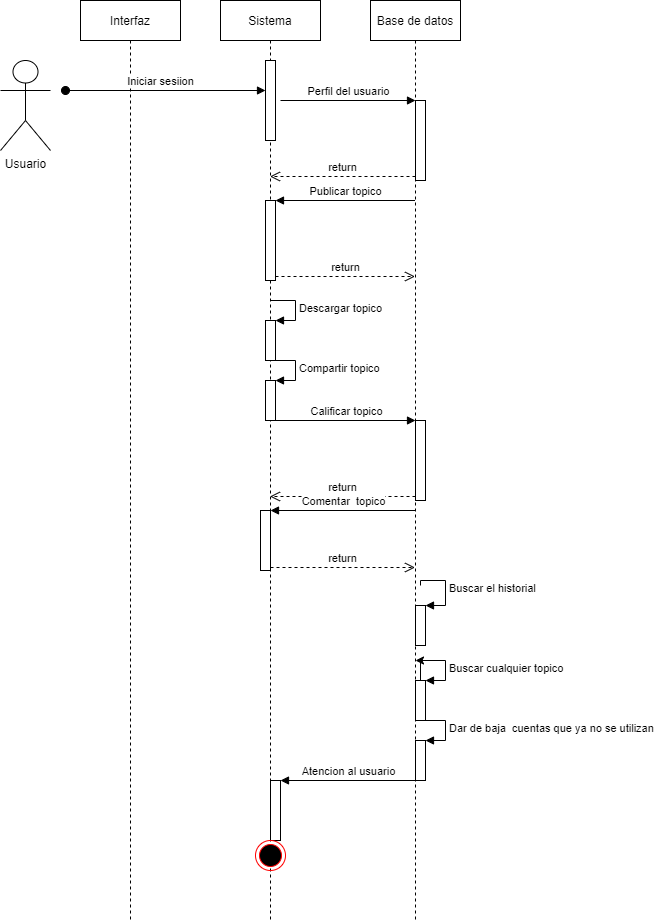 Interfaz
Sistema
Base de datos
Iniciar sesiion
Perfil del usuario
Usuario
return
Publicar topico
return
Descargar topico
Compartir topico
Calificar topico
return
Comentar  topico
return
Buscar el historial
Buscar cualquier topico
Dar de baja  cuentas que ya no se utilizan
Atencion al usuario